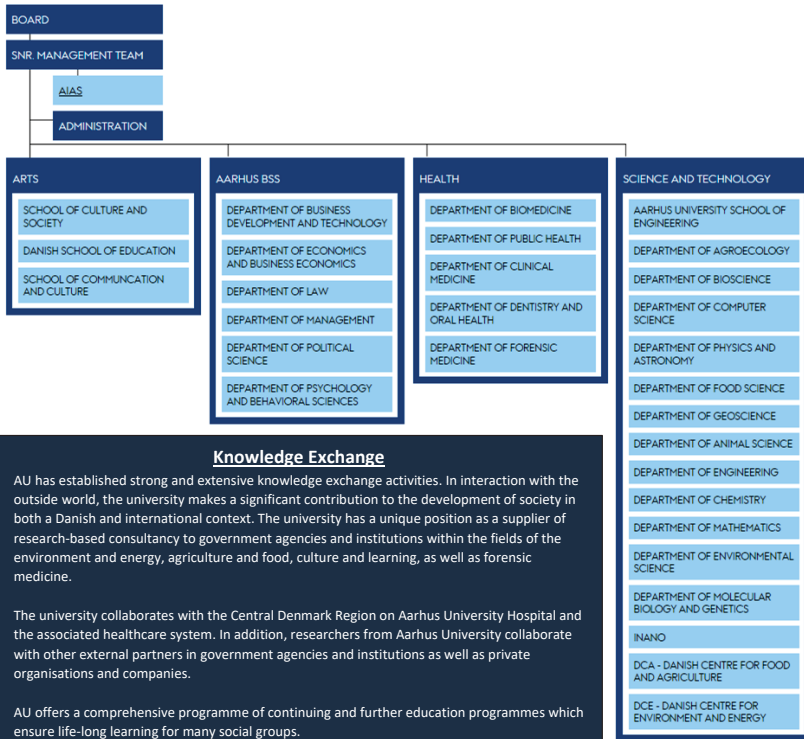 BOARD
SNR. MANAGEMENT TEAM
AIAS
ADMINISTRATION
ARTS
SCHOOL OF CULTURE AND
SOCIETY
DANISH SCHOOL OF EDUCATION
SCHOOL OF COMMUNCATION
AND CULTURE
AARHUS BSS
DEPARTMENT OF BUSINESS
DEVELOPMENT AND TECHNOLOGY
DEPARTMENT OF ECONOMICS
AND BUSINESS ECONOMICS
DEPARTMENT OF LAW
DEPARTMENT OF MANAGEMENT
DEPARTMENT OF POLITICAL
SCIENCE
DEPARTMENT OF PSYCHOLOGY
AND BEHAVIORAL SCIENCES
HEALTH
DEPARTMENT OF BIOMEDICINE
DEPARTMENT OF PUBLIC HEALTH
DEPARTMENT OF CLINICAL
MEDICINE
DEPARTMENT OF DENTISTRY AND
ORAL HEALTH
DEPARTMENT OF FORENSIC
MEDICINE
SCIENCE AND TECHNOLOGY
AARHUS UNIVERSITY SCHOOL OF
ENGINEERING
DEPARTMENT OF AGROECOLOGY
DEPARTMENT OF BIOSCIENCE
DEPARTMENT OF COMPUTER
SCIENCE
DEPARTMENT OF PHYSICS AND
ASTRONOMY
DEPARTMENT OF FOOD SCIENCE
DEPARTMENT OF GEOSCIENCE
DEPARTMENT OF ANIMAL SCIENCE
DEPARTMENT OF ENGINEERING
DEPARTMENT OF CHEMISTRY
DEPARTMENT OF MATHEMATICS
DEPARTMENT OF ENVIRONMENTAL
SCIENCE
DEPARTMENT OF MOLECULAR
BIOLOGY AND GENETICS
INANO
DCA - DANISH CENTRE FOR FOOD
AND AGRICULTURE
DCE - DANISH CENTRE FOR
ENVIRONMENT AND ENERGY
Knowledge Exchange
AU has established strong and extensive knowledge exchange activities. In interaction with the
outside world, the university makes a significant contribution to the development of society in
both a Danish and international context. The university has a unique position as a supplier of
research-based consultancy to government agencies and institutions within the fields of the
environment and energy, agriculture and food, culture and learning, as well as forensic
medicine.
The university collaborates with the Central Denmark Region on Aarhus University Hospital and
the associated healthcare system. In addition, researchers from Aarhus University collaborate
with other external partners in government agencies and institutions as well as private
organisations and companies.
AU offers a comprehensive programme of continuing and further education programmes which
ensure life-long learning for many social groups.